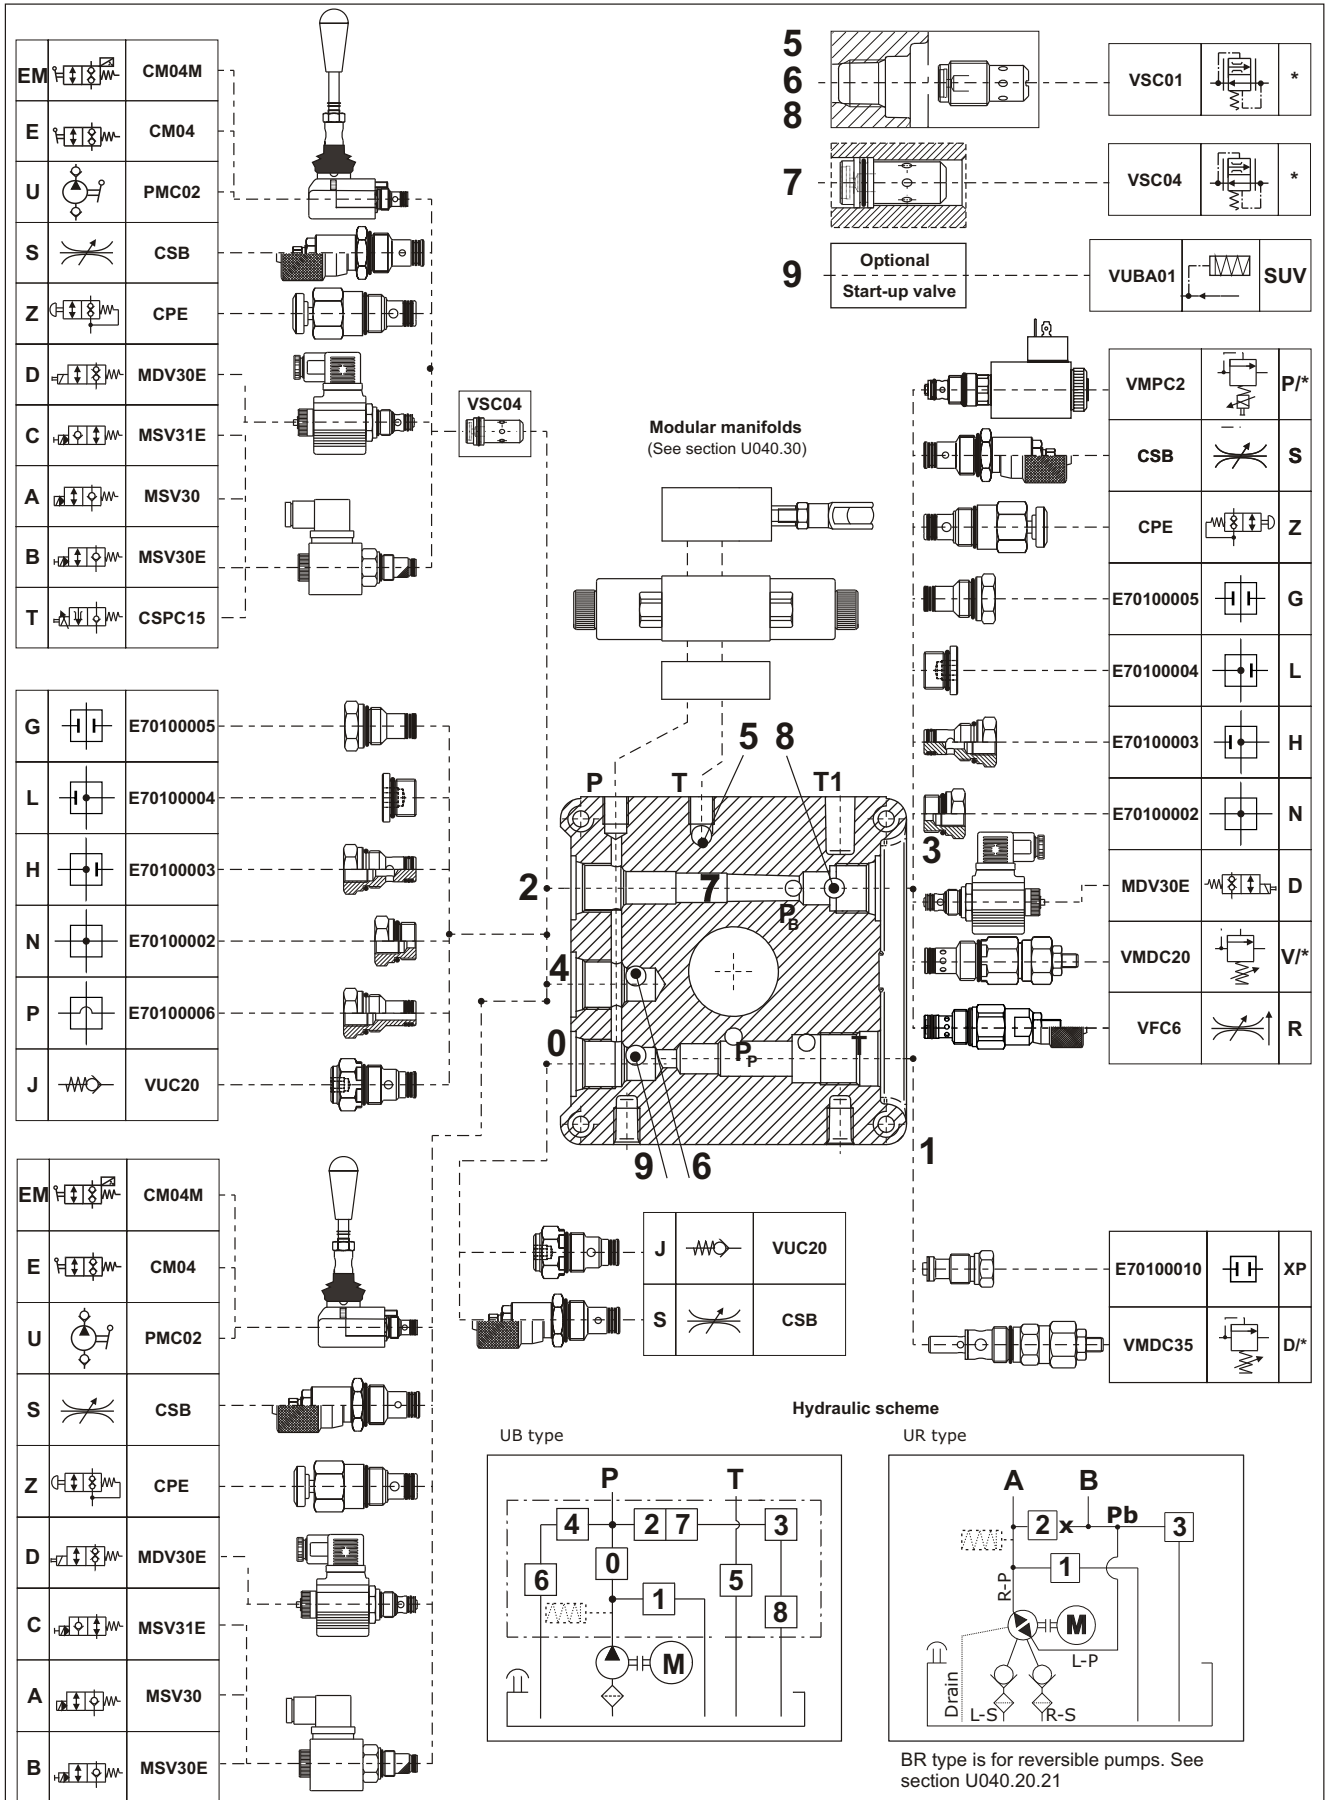 EM CM04M
E CM04
U PMC02
S CSB
Z CPE
D MDV30E
C MSV31E
A MSV30
B MSV30E
T CSPC15
VSC04
5
6
8
VSC01 *
7
VSC04 *
9
Optional
Start-up valve
VUBA01 SUV
Modular manifolds
(See section U040.30)
VMPC2 P/*
CSB S
CPE Z
E70100005 G
E70100004 L
E70100003 H
E70100002 N
3
MDV30E D
VMDC20 V/*
VFC6 R
G E70100005
L E70100004
H E70100003
N E70100002
P E70100006
J VUC20
5 8
P T T1
2 7
PB
4
0
PP T
9 6
1
EM CM04M
E CM04
U PMC02
S CSB
Z CPE
D MDV30E
C MSV31E
A MSV30
B MSV30E
J VUC20
S CSB
E70100010 XP
VMDC35 D/*
Hydraulic scheme
UB type
P T
4 2 7 3
0
6 1 5
8
M
UR type
A B
Pb
2 x 3
1
R-P
M
L-P
Drain
L-S R-S
BR type is for reversible pumps. See
section U040.20.21